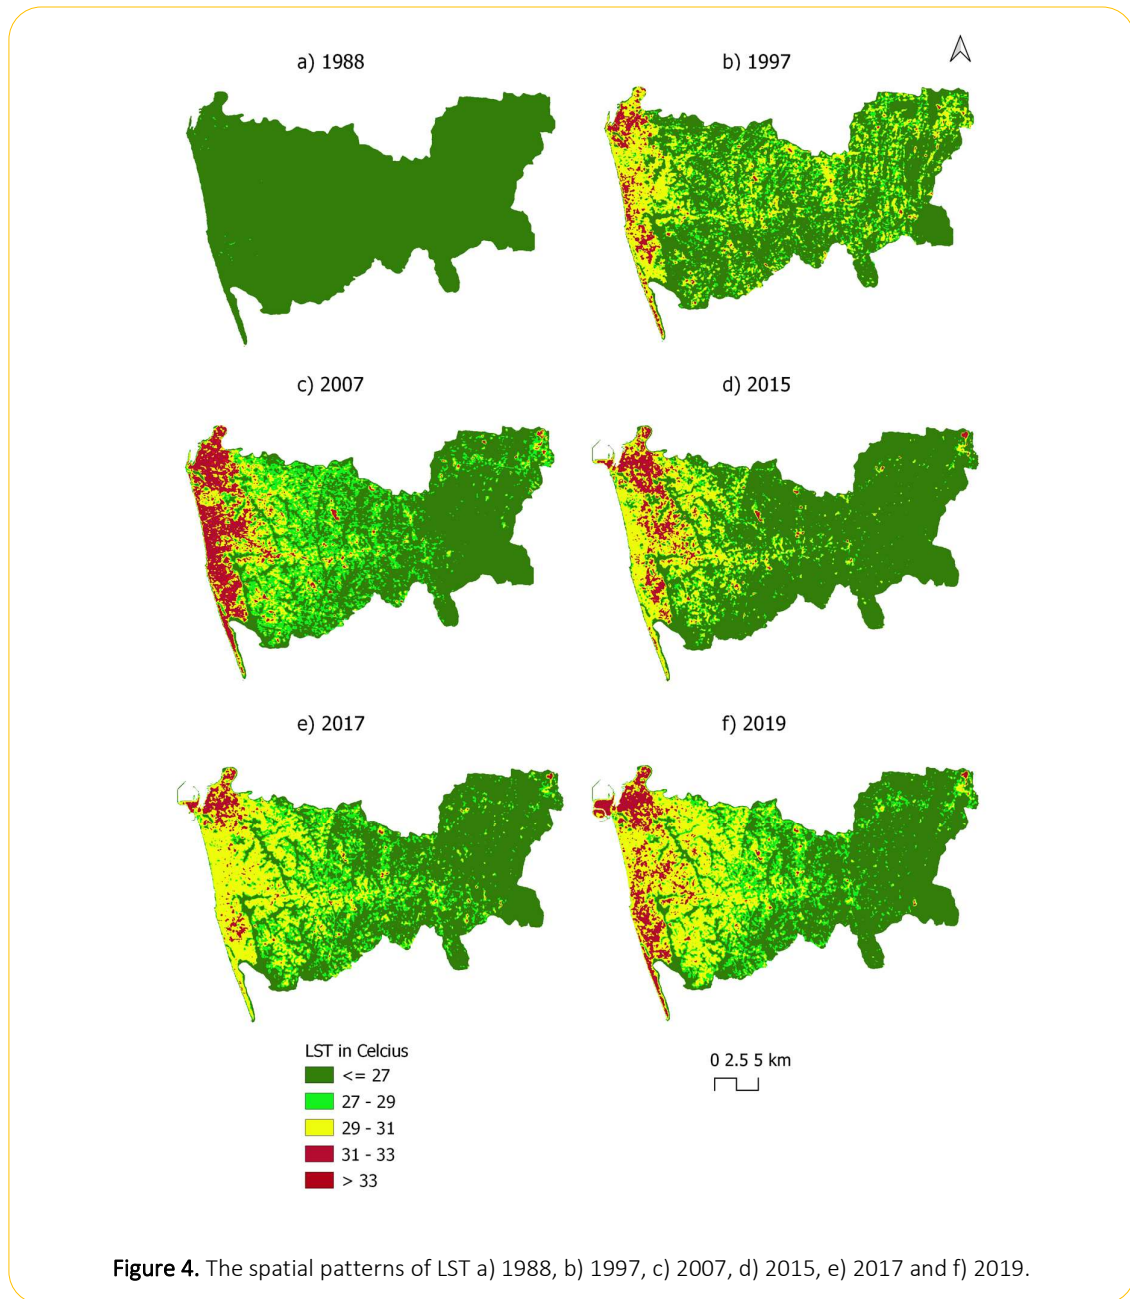 a) 1988
b) 1997
c) 2007
d) 2015
e) 2017
f) 2019
LST in Celcius
<= 27
27 - 29
29 - 31
31 - 33
> 33
0 2.5 5 km
Figure 4. The spatial patterns of LST a) 1988, b) 1997, c) 2007, d) 2015, e) 2017 and f) 2019.